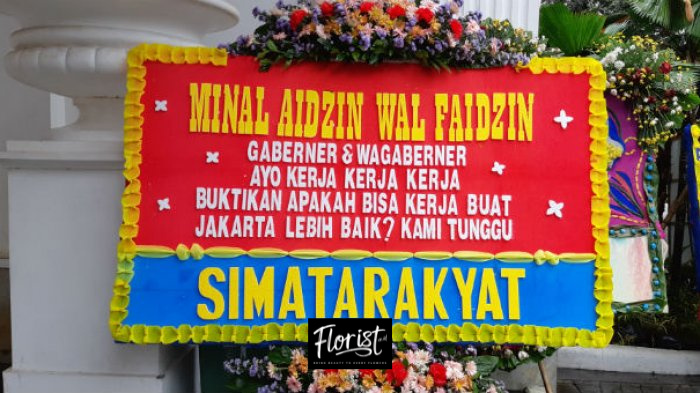 MINAL AIDZIN WAL FAIDZIN
GABERNER & WAGABERNER
AYO KERJA KERJA KERJA
BUKTIKAN APAKAH BISA KERJA BUAT
JAKARTA LEBIH BAIK? KAMI TUNGGU
SIMATARAKYAT
Florist